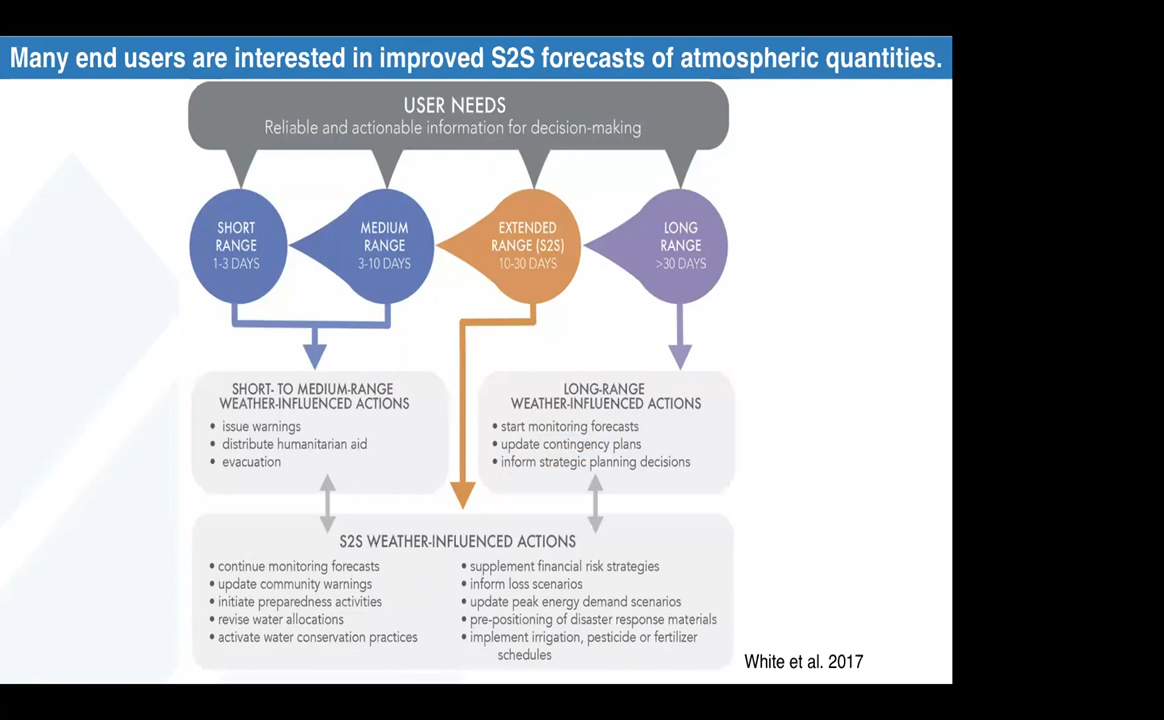 Many end users are interested in improved S2S forecasts of atmospheric quantities.
USER NEEDS
Reliable and actionable information for decision-making
SHORT
RANGE
1-3 DAYS
MEDIUM
RANGE
3-10 DAYS
EXTENDED
RANGE (S2S)
10-30 DAYS
LONG
RANGE
>30 DAYS
SHORT- TO MEDIUM-RANGE
WEATHER-INFLUENCED ACTIONS
• issue warnings
• distribute humanitarian aid
• evacuation
LONG-RANGE
WEATHER-INFLUENCED ACTIONS
• start monitoring forecasts
• update contingency plans
• inform strategic planning decisions
S2S WEATHER-INFLUENCED ACTIONS
• continue monitoring forecasts
• update community warnings
• initiate preparedness activities
• revise water allocations
• activate water conservation practices
• supplement financial risk strategies
• inform loss scenarios
• update peak energy demand scenarios
• pre-positioning of disaster response materials
• implement irrigation, pesticide or fertilizer
schedules
White et al. 2017